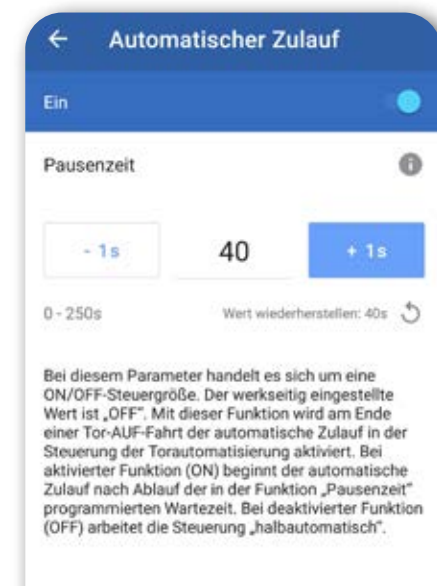 Automatischer Zulauf
Ein
Pausenzeit
- 1s 40 + 1s
0 - 250s Wert wiederherstellen: 40s
Bei diesem Parameter handelt es sich um eine
ON/OFF-Steuergröße. Der werkseitig eingestellte
Wert ist „OFF". Mit dieser Funktion wird am Ende
einer Tor-AUF-Fahrt der automatische Zulauf in der
Steuerung der Torautomatisierung aktiviert. Bei
aktivierter Funktion (ON) beginnt der automatische
Zulauf nach Ablauf der in der Funktion „Pausenzeit"
programmierten Wartezeit. Bei deaktivierter Funktion
(OFF) arbeitet die Steuerung „halbautomatisch".